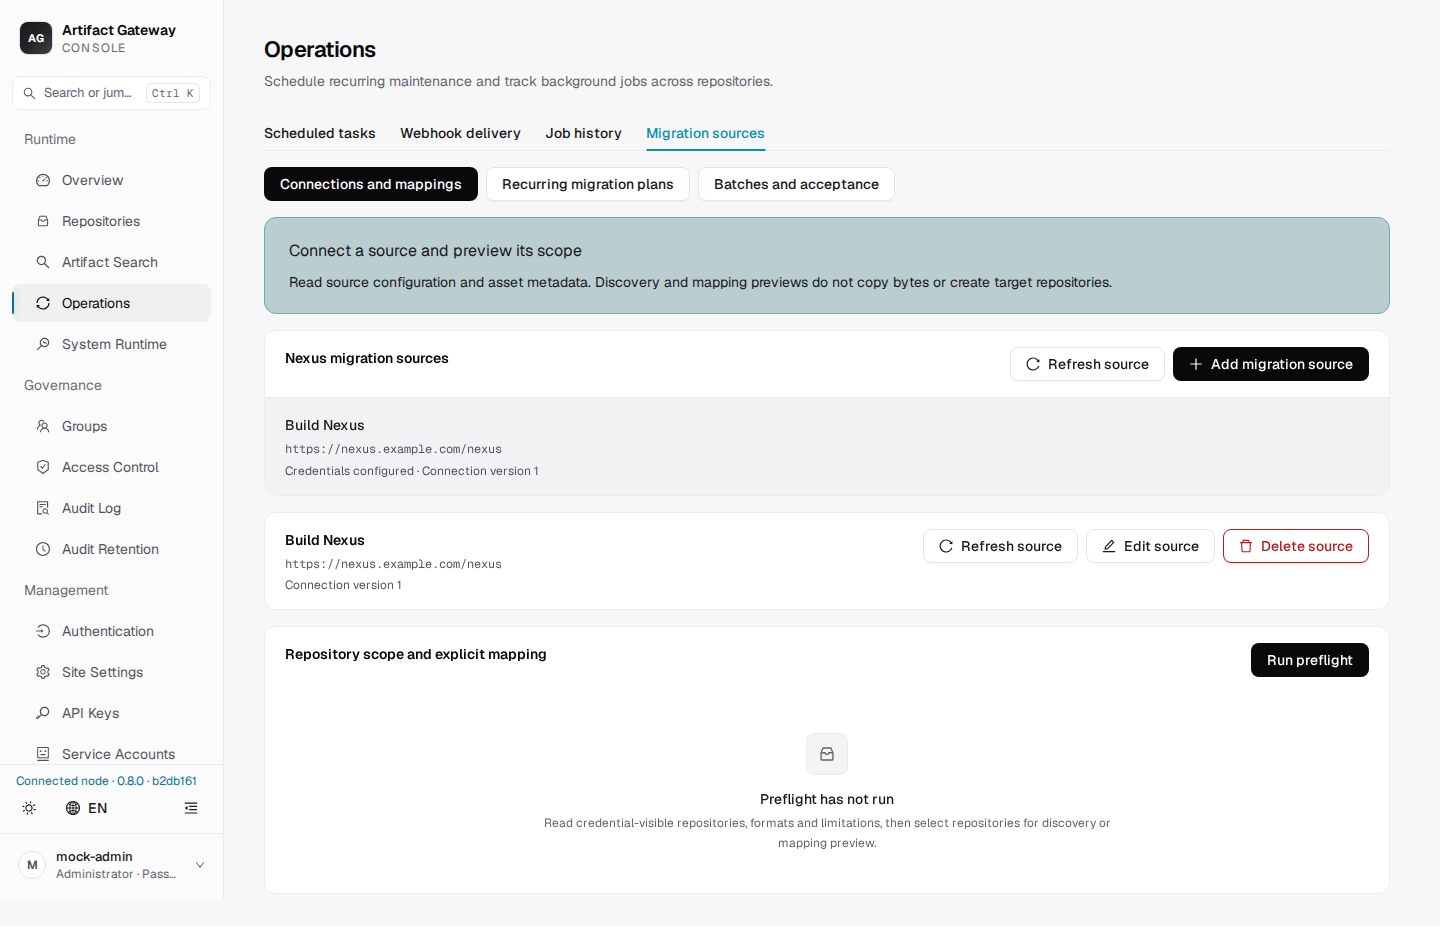 AG
Artifact Gateway
CONSOLE
Search or jum...
Ctrl K
Runtime
Overview
Repositories
Artifact Search
Operations
System Runtime
Governance
Groups
Access Control
Audit Log
Audit Retention
Management
Authentication
Site Settings
API Keys
Service Accounts
Connected node · 0.8.0 · b2db161
EN
M
mock-admin
Administrator · Pass...
Operations
Schedule recurring maintenance and track background jobs across repositories.
Scheduled tasks
Webhook delivery
Job history
Migration sources
Connections and mappings
Recurring migration plans
Batches and acceptance
Connect a source and preview its scope
Read source configuration and asset metadata. Discovery and mapping previews do not copy bytes or create target repositories.
Nexus migration sources
Refresh source
Add migration source
Build Nexus
https://nexus.example.com/nexus
Credentials configured · Connection version 1
Build Nexus
https://nexus.example.com/nexus
Connection version 1
Refresh source
Edit source
Delete source
Repository scope and explicit mapping
Run preflight
Preflight has not run
Read credential-visible repositories, formats and limitations, then select repositories for discovery or
mapping preview.